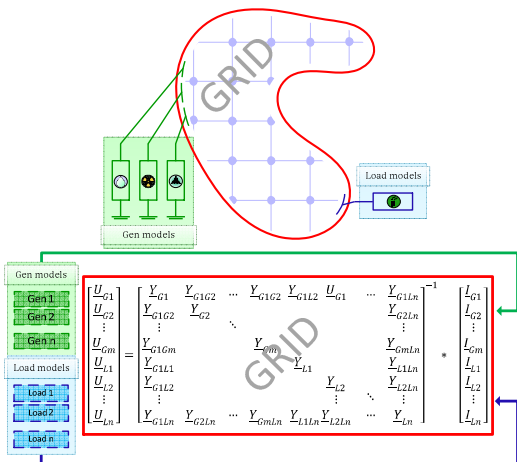 GRID
Load models
Gen models
Gen models
Gen 1
Gen 2
Gen n
Load models
Load 1
Load 2
Load n
U_G1 Y_G1 Y_G1G2 ⋯ Y_G1G2 Y_G1L2 U_G1 ⋯ Y_G1Ln -1 I_G1
U_G2 Y_G1G2 Y_G2 Y_G2Ln I_G2
⋮ ⋮ ⋱ ⋮ ⋮
U_Gm = Y_G1Gm Y_Gm Y_GmLn * I_Gm
U_L1 Y_G1L1 Y_L1 Y_L1Ln I_L1
U_L2 Y_G1L2 Y_L2 Y_L2Ln I_L2
⋮ ⋮ ⋮ ⋱ ⋮ ⋮
U_Ln Y_G1Ln Y_G2Ln ⋯ Y_GmLn Y_L1Ln Y_L2Ln ⋯ Y_Ln I_Ln
GRID